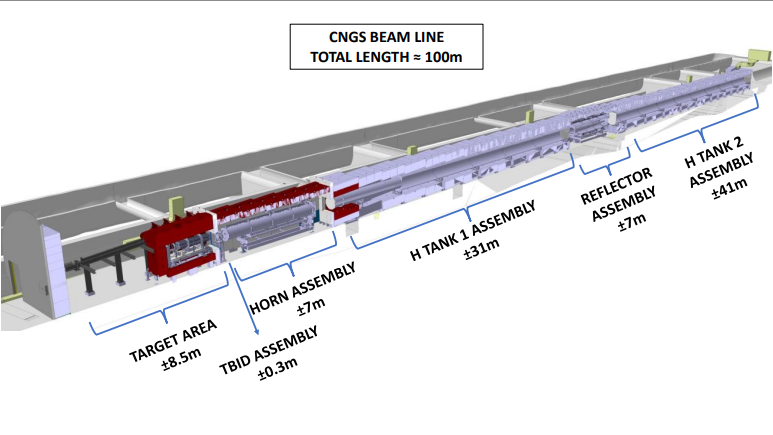 CNGS BEAM LINE
TOTAL LENGTH ≈ 100m
TARGET AREA
±8.5m
TBID ASSEMBLY
±0.3m
HORN ASSEMBLY
±7m
H TANK 1 ASSEMBLY
±31m
REFLECTOR
ASSEMBLY
±7m
H TANK 2
ASSEMBLY
±41m